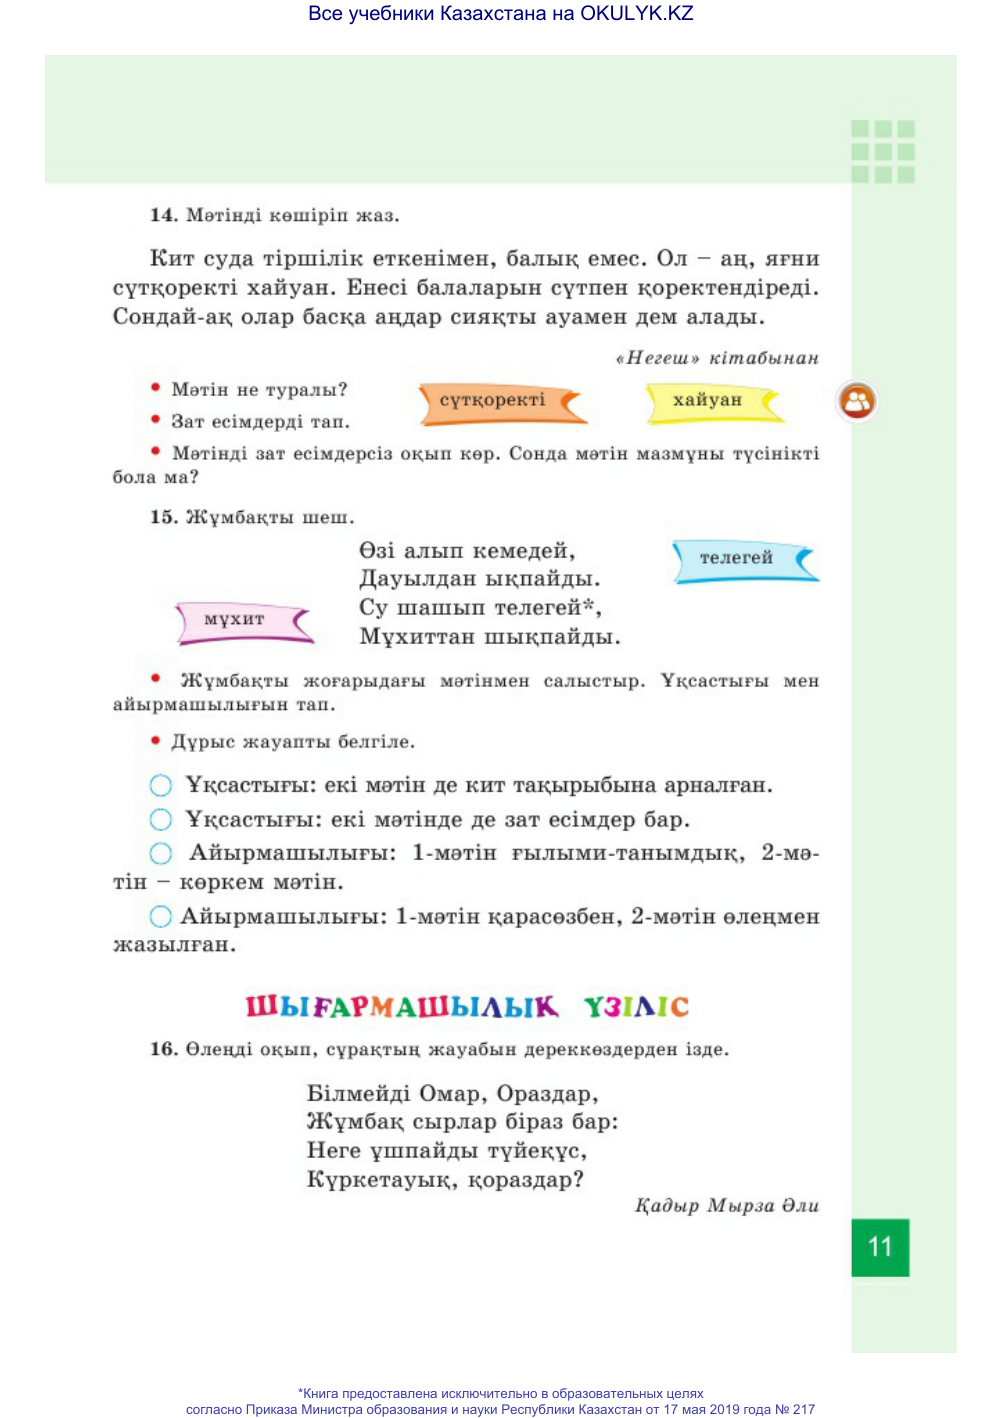 Все учебники Казахстана на OKULYK.KZ
14. Мәтінді көшіріп жаз.
Кит суда тіршілік еткенімен, балық емес. Ол – аң, яғни
сүтқоректі хайуан. Енесі балаларын сүтпен қоректендіреді.
Сондай-ақ олар басқа аңдар сияқты ауамен дем алады.
«Негеш» кітабынан
• Мәтін не туралы?
сүтқоректі
хайуан
• Зат есімдерді тап.
• Мәтінді зат есімдерсіз оқып көр. Сонда мәтін мазмұны түсінікті
бола ма?
15. Жұмбақты шеш.
Өзі алып кемедей,
Дауылдан ықпайды.
Су шашып телегей*,
Мұхиттан шықпайды.
телегей
мұхит
• Жұмбақты жоғарыдағы мәтінмен салыстыр. Ұқсастығы мен
айырмашылығын тап.
• Дұрыс жауапты белгіле.
Ұқсастығы: екі мәтін де кит тақырыбына арналған.
Ұқсастығы: екі мәтінде де зат есімдер бар.
Айырмашылығы: 1-мәтін ғылыми-танымдық, 2-мә-
тін – көркем мәтін.
Айырмашылығы: 1-мәтін қарасөзбен, 2-мәтін өлеңмен
жазылған.
ШЫҒАРМАШЫЛЫҚ ҮЗІЛІС
16. Өлеңді оқып, сұрақтың жауабын дереккөздерден ізде.
Білмейді Омар, Ораздар,
Жұмбақ сырлар біраз бар:
Неге ұшпайды түйеқұс,
Күркетауық, қораздар?
Қадыр Мырза Әли
11
*Книга предоставлена исключительно в образовательных целях
согласно Приказа Министра образования и науки Республики Казахстан от 17 мая 2019 года № 217